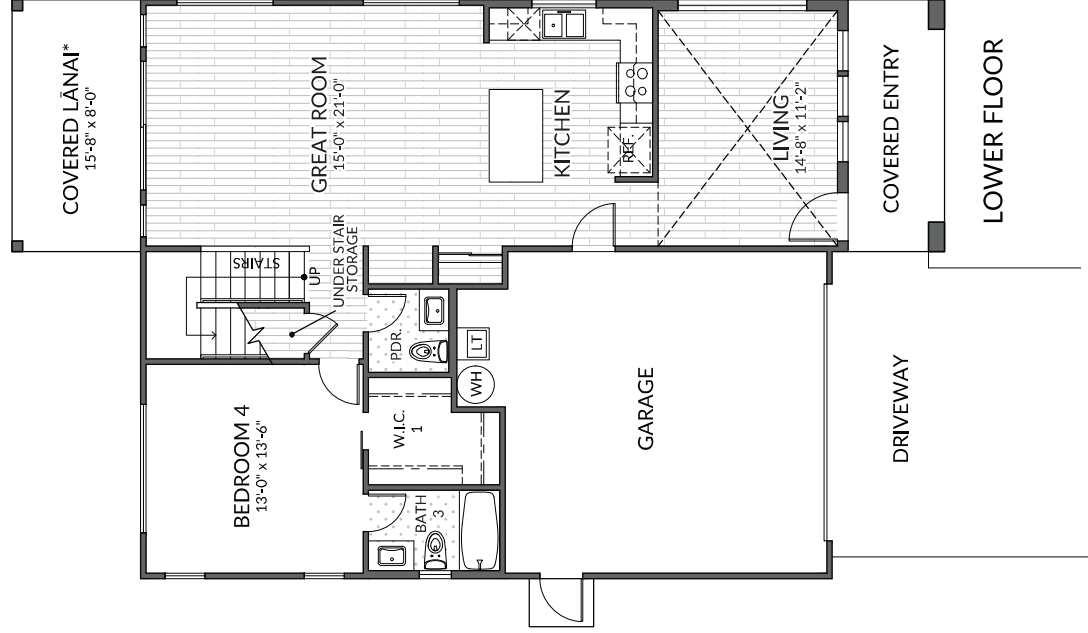 COVERED LĀNAI*
15'-8" x 8'-0"
GREAT ROOM
15'-0" x 21'-0"
KITCHEN
REF.
LIVING
14'-8" x 11'-2"
COVERED ENTRY
LOWER FLOOR
STAIRS
UP
UNDER STAIR
STORAGE
PDR.
LT
WH
W.I.C.
1
BEDROOM 4
13'-0" x 13'-6"
BATH
3
GARAGE
DRIVEWAY